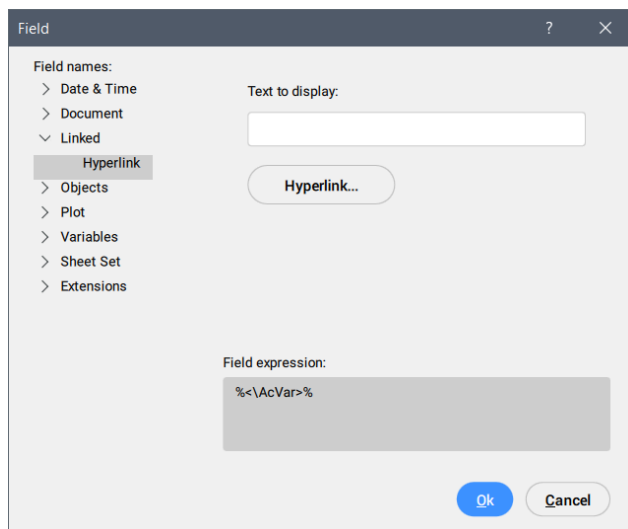 Field
?
Field names:
Date & Time
Document
Linked
Hyperlink
Objects
Plot
Variables
Sheet Set
Extensions
Text to display:
Hyperlink...
Field expression:
%<\AcVar>%
Ok
Cancel